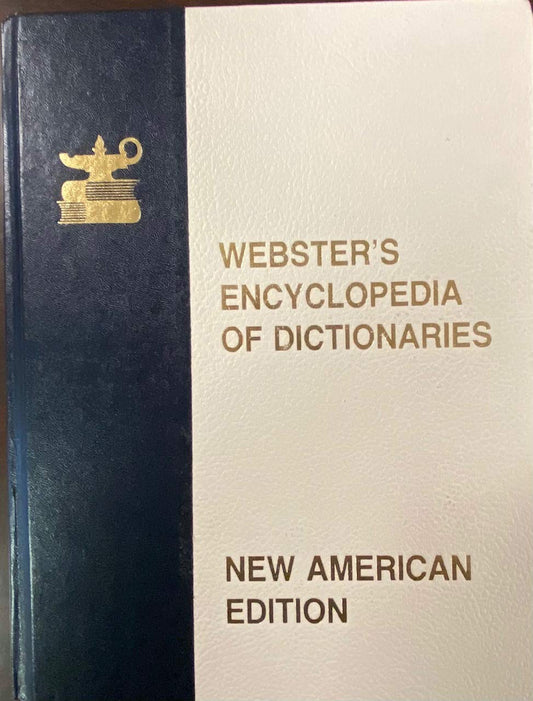 WEBSTER'S
ENCYCLOPEDIA
OF DICTIONARIES
NEW AMERICAN
EDITION